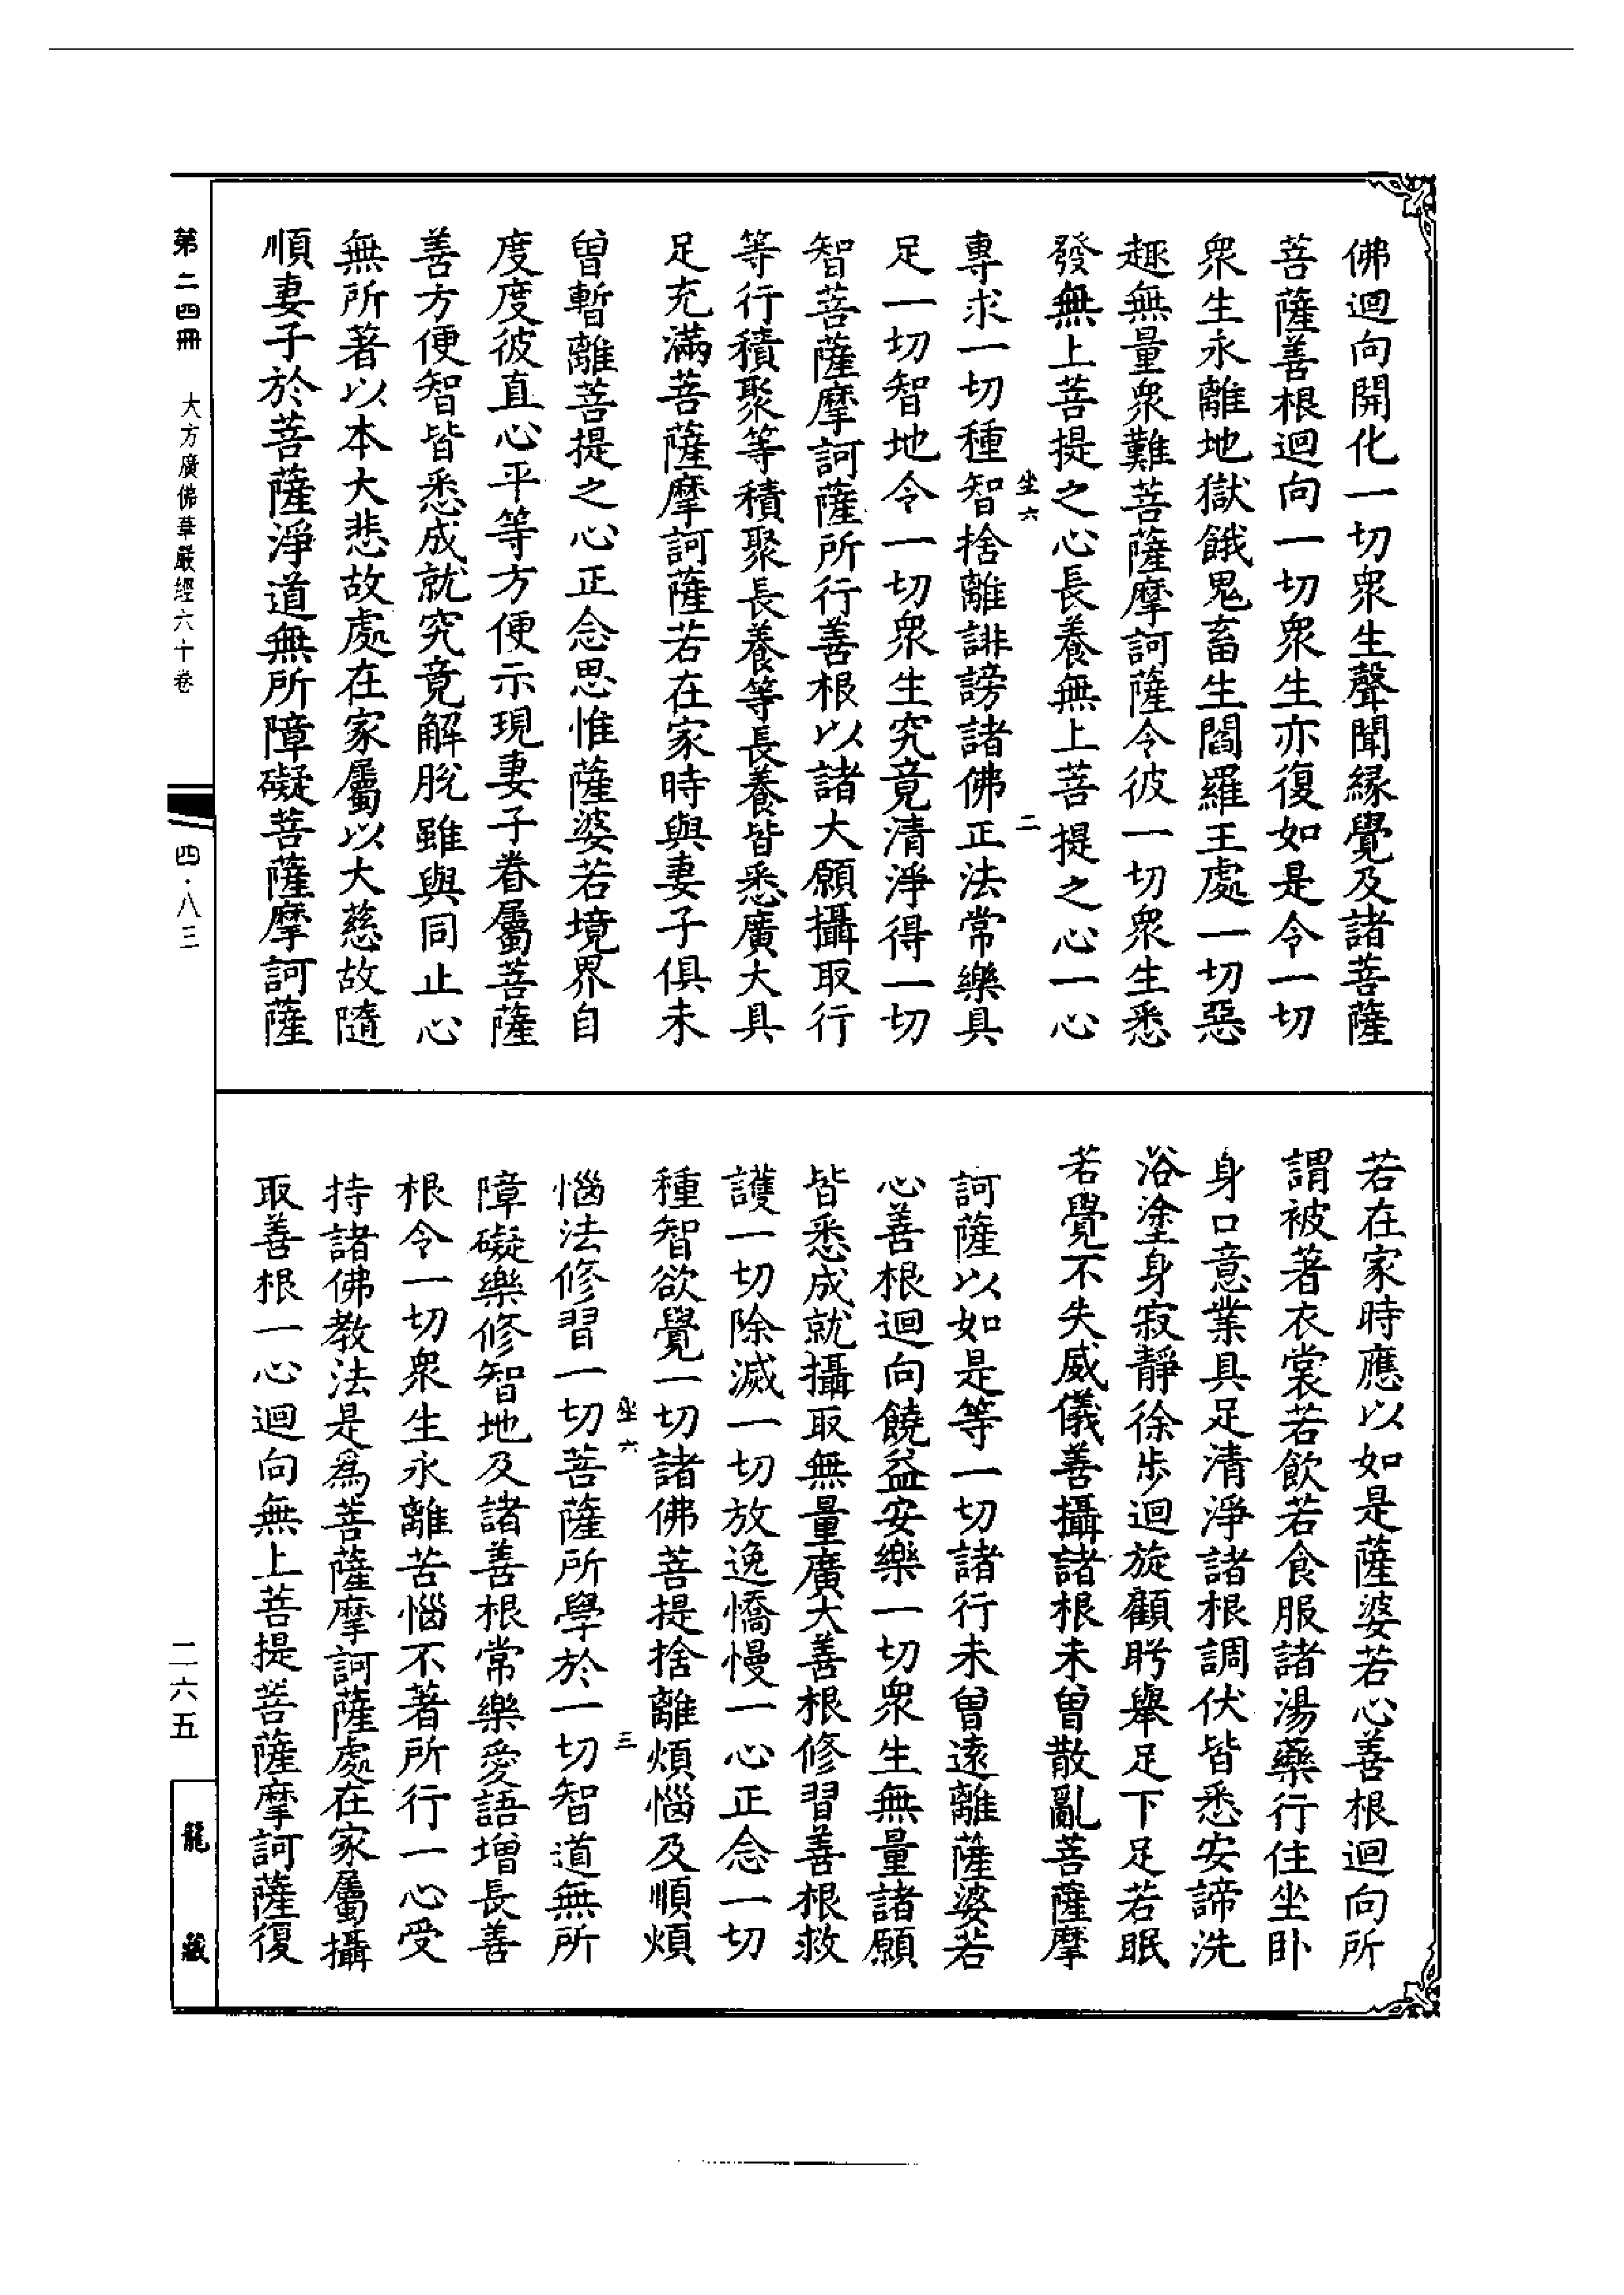 佛迴向開化一切衆生聲聞緣覺及諸菩薩
菩薩善根迴向一切衆生亦復如是令一切
衆生永離地獄餓鬼畜生閻羅王處一切惡
趣無量衆難菩薩摩訶薩令彼一切衆生悉
發無上菩提之心長養無上菩提之心一心
坐六 二
專求一切種智捨離誹謗諸佛正法常樂具
足一切智地令一切衆生究竟清淨得一切
智菩薩摩訶薩所行善根以諸大願攝取行
等行積聚等積聚長養等長養皆悉廣大具
足充滿菩薩摩訶薩若在家時與妻子俱未
曾暫離菩提之心正念思惟薩婆若境界自
度度彼直心平等方便示現妻子眷屬菩薩
善方便智皆悉成就究竟解脫雖與同止心
無所著以本大悲故處在家屬以大慈故隨
順妻子於菩薩淨道無所障礙菩薩摩訶薩
若在家時應以如是薩婆若心善根迴向所
謂被著衣裳若飲若食服諸湯藥行住坐卧
身口意業具足清淨諸根調伏皆悉安諦洗
浴塗身寂靜徐步迴旋顧眄舉足下足若眠
若覺不失威儀善攝諸根未曾散亂菩薩摩
訶薩以如是等一切諸行未曾遠離薩婆若
心善根迴向饒益安樂一切衆生無量諸願
皆悉成就攝取無量廣大善根修習善根救
護一切除滅一切放逸憍慢一心正念一切
種智欲覺一切諸佛菩提捨離煩惱及順煩
坐六 三
惱法修習一切菩薩所學於一切智道無所
障礙樂修智地及諸善根常樂愛語增長善
根令一切衆生永離苦惱不著所行一心受
持諸佛教法是爲菩薩摩訶薩處在家屬攝
取善根一心迴向無上菩提菩薩摩訶薩復
第二四冊 大方廣佛華嚴經六十卷 四·八三 二六五 龍藏